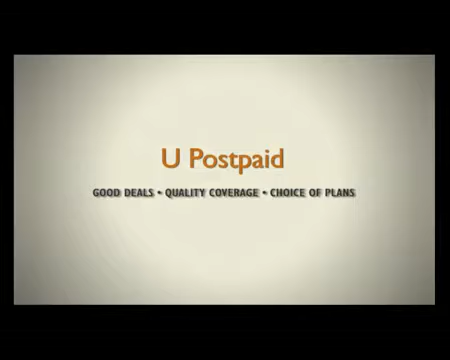 U Postpaid
GOOD DEALS • QUALITY COVERAGE • CHOICE OF PLANS